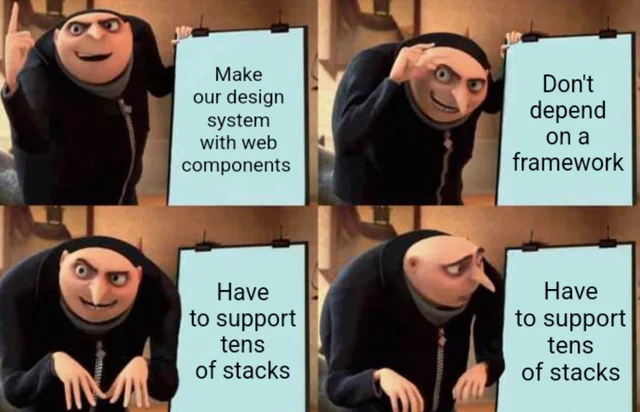 Make
our design
system
with web
components
Don't
depend
on a
framework
Have
to support
tens
of stacks
Have
to support
tens
of stacks